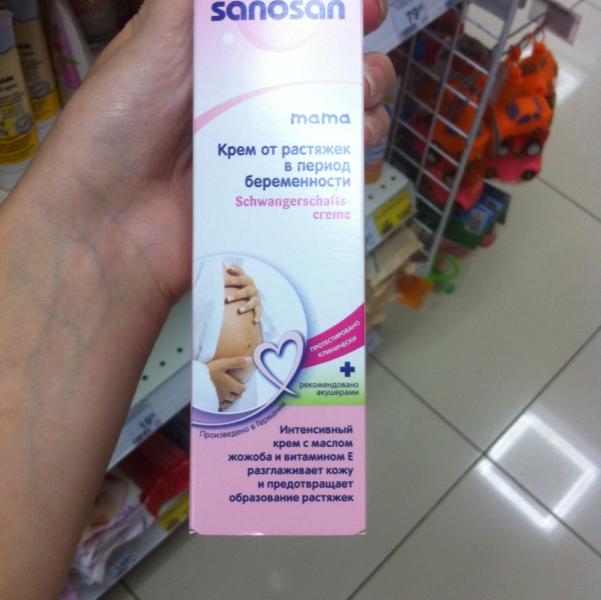 sanosan
mama
Крем от растяжек
в период
беременности
Schwangerschafts-
creme
ПРОТЕСТИРОВАНО
КЛИНИЧЕСКИ
рекомендовано
акушерами
Произведено в Германии
Интенсивный
крем с маслом
жожоба и витамином Е
разглаживает кожу
и предотвращает
образование растяжек